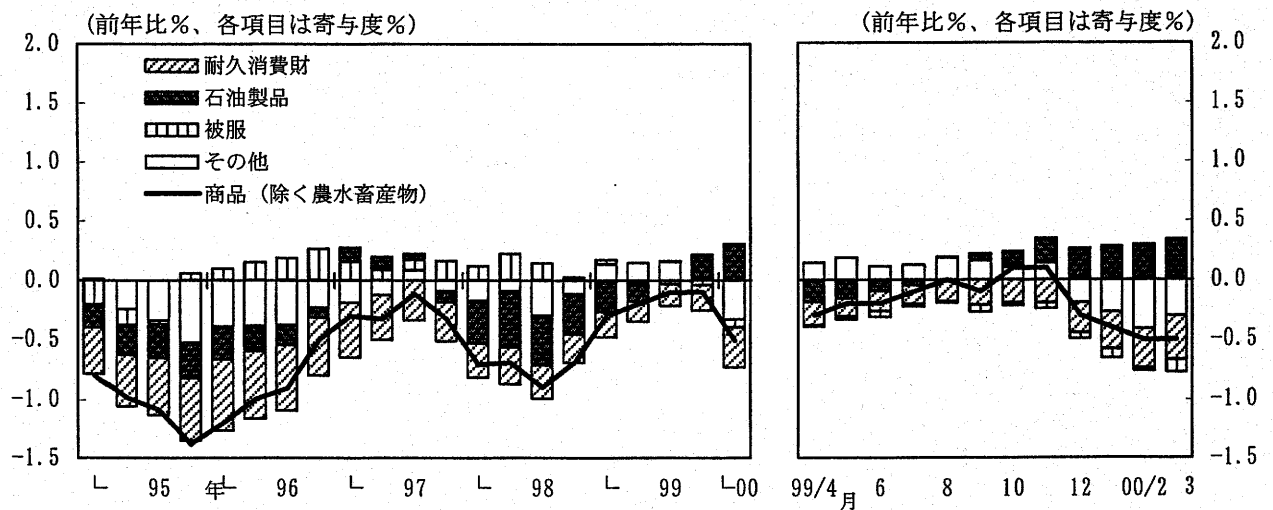 (前年比%、各項目は寄与度%)
(前年比%、各項目は寄与度%)
2.0
1.5
1.0
0.5
0.0
-0.5
-1.0
-1.5
耐久消費財
石油製品
被服
その他
商品(除く農水畜産物)
2.0
1.5
1.0
0.5
0.0
-0.5
-1.0
-1.5
95 年 96 97 98 99 00
99/4月 6 8 10 12 00/2 3